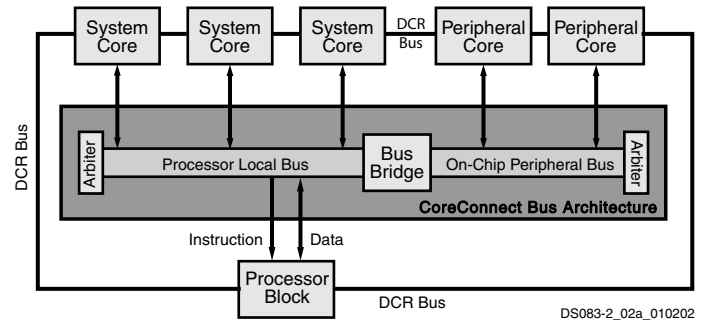 System
Core
System
Core
System
Core
DCR
Bus
Peripheral
Core
Peripheral
Core
DCR Bus
Arbiter
Processor Local Bus
Bus
Bridge
On-Chip Peripheral Bus
Arbiter
CoreConnect Bus Architecture
Instruction
Data
Processor
Block
DCR Bus
DS083-2_02a_010202